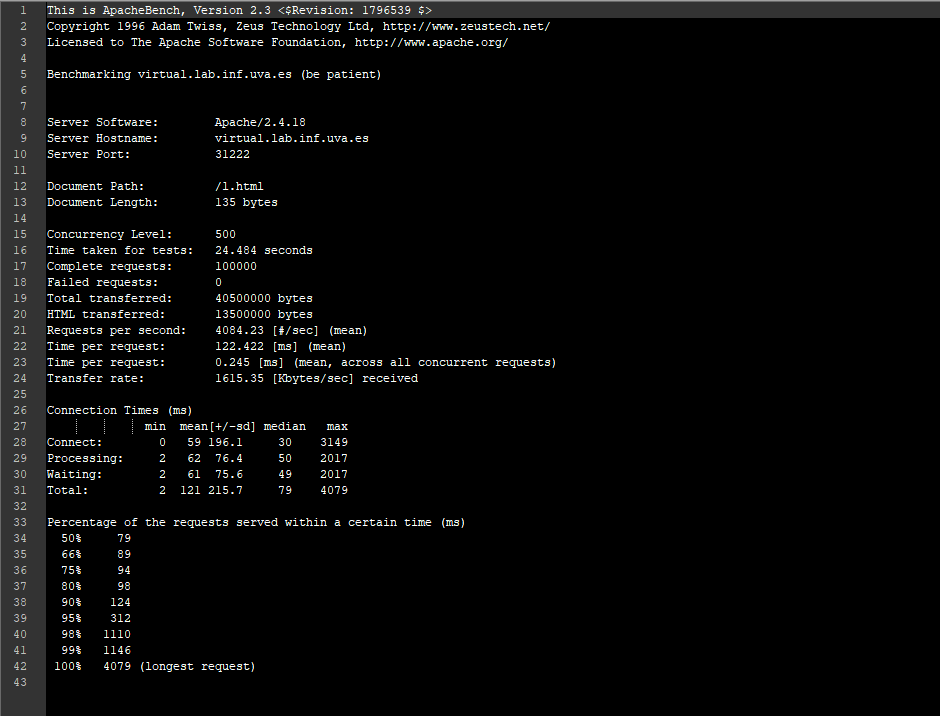 1 This is ApacheBench, Version 2.3 <$Revision: 1796539 $>
2 Copyright 1996 Adam Twiss, Zeus Technology Ltd, http://www.zeustech.net/
3 Licensed to The Apache Software Foundation, http://www.apache.org/
4
5 Benchmarking virtual.lab.inf.uva.es (be patient)
6
7
8 Server Software: Apache/2.4.18
9 Server Hostname: virtual.lab.inf.uva.es
10 Server Port: 31222
11
12 Document Path: /1.html
13 Document Length: 135 bytes
14
15 Concurrency Level: 500
16 Time taken for tests: 24.484 seconds
17 Complete requests: 100000
18 Failed requests: 0
19 Total transferred: 40500000 bytes
20 HTML transferred: 13500000 bytes
21 Requests per second: 4084.23 [#/sec] (mean)
22 Time per request: 122.422 [ms] (mean)
23 Time per request: 0.245 [ms] (mean, across all concurrent requests)
24 Transfer rate: 1615.35 [Kbytes/sec] received
25
26 Connection Times (ms)
27 min mean[+/-sd] median max
28 Connect: 0 59 196.1 30 3149
29 Processing: 2 62 76.4 50 2017
30 Waiting: 2 61 75.6 49 2017
31 Total: 2 121 215.7 79 4079
32
33 Percentage of the requests served within a certain time (ms)
34 50% 79
35 66% 89
36 75% 94
37 80% 98
38 90% 124
39 95% 312
40 98% 1110
41 99% 1146
42 100% 4079 (longest request)
43